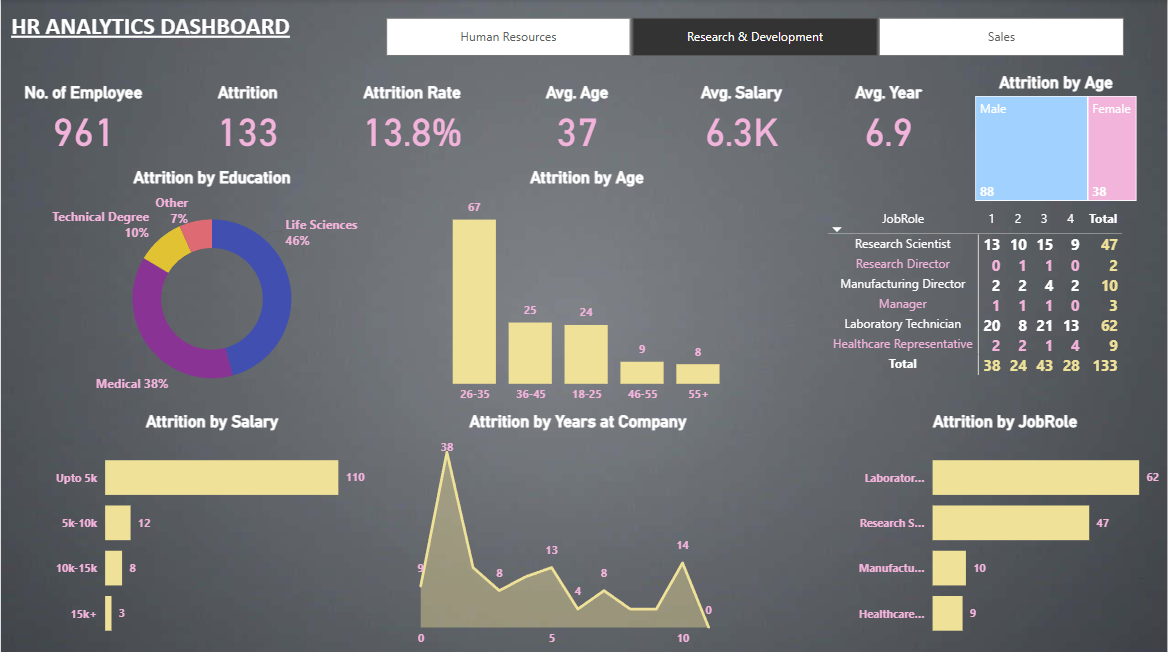 HR ANALYTICS DASHBOARD
Human Resources
Research & Development
Sales
No. of Employee
961
Attrition
133
Attrition Rate
13.8%
Avg. Age
37
Avg. Salary
6.3K
Avg. Year
6.9
Attrition by Age
Male
88
Female
38
Attrition by Education
Other
7%
Technical Degree
10%
Life Sciences
46%
Medical 38%
Attrition by Age
67
25
24
9
8
26-35 36-45 18-25 46-55 55+
JobRole 1 2 3 4 Total
Research Scientist 13 10 15 9 47
Research Director 0 1 1 0 2
Manufacturing Director 2 2 4 2 10
Manager 1 1 1 0 3
Laboratory Technician 20 8 21 13 62
Healthcare Representative 2 2 1 4 9
Total 38 24 43 28 133
Attrition by Salary
Upto 5k 110
5k-10k 12
10k-15k 8
15k+ 3
Attrition by Years at Company
9
38
8
13
4
8
14
0
0 5 10
Attrition by JobRole
Laborator... 62
Research S... 47
Manufactu... 10
Healthcare... 9